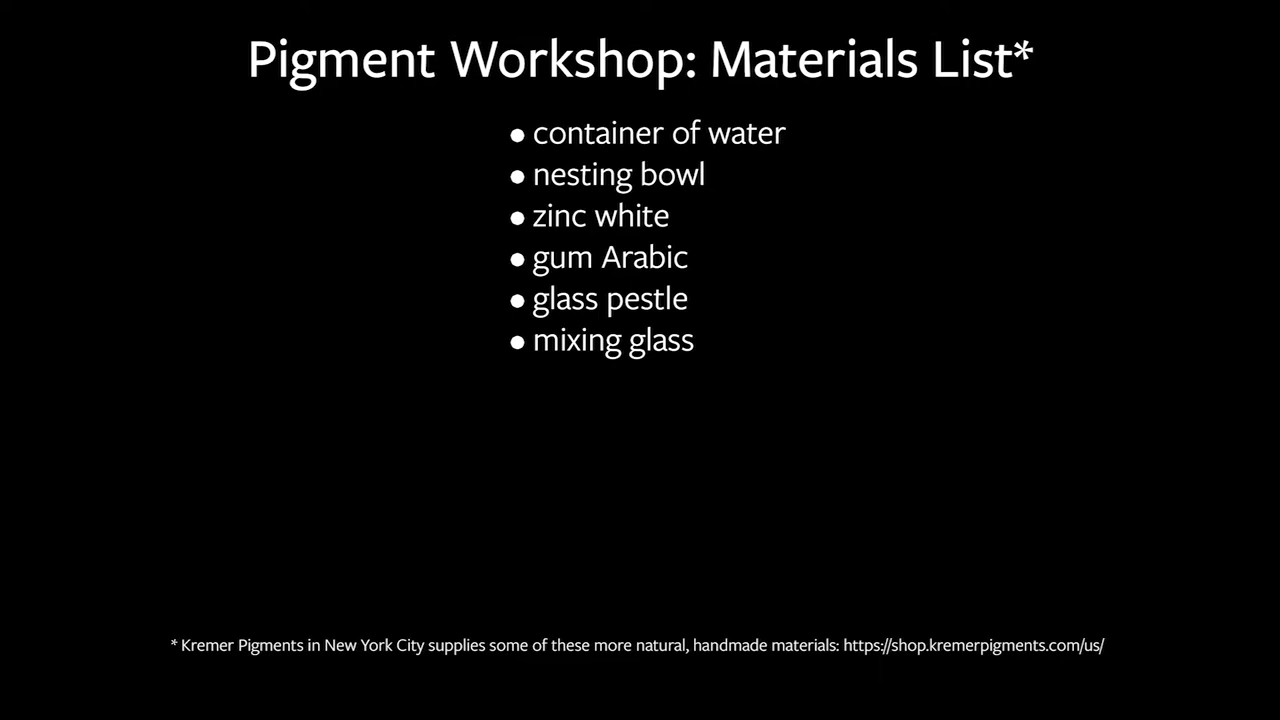 Pigment Workshop: Materials List*
• container of water
• nesting bowl
• zinc white
• gum Arabic
• glass pestle
• mixing glass
* Kremer Pigments in New York City supplies some of these more natural, handmade materials: https://shop.kremerpigments.com/us/